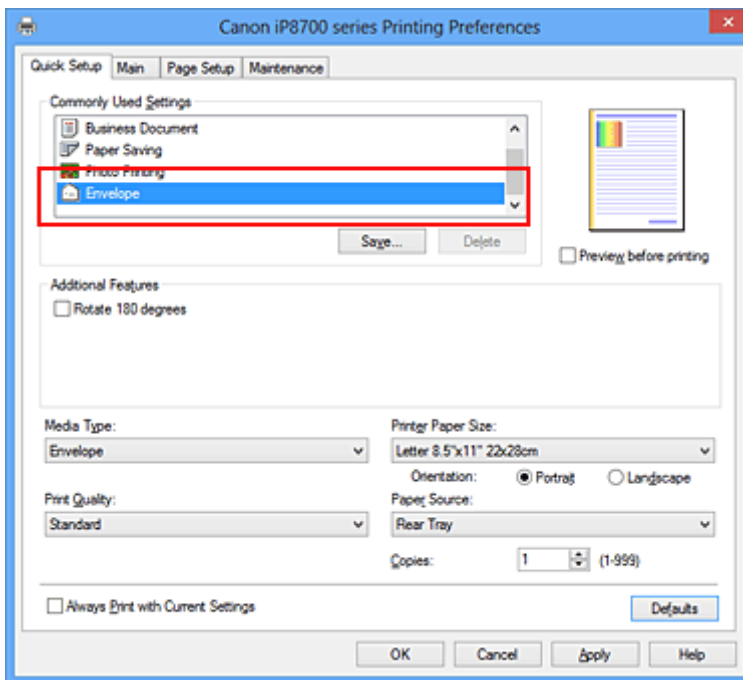 Canon iP8700 series Printing Preferences
Quick Setup Main Page Setup Maintenance
Commonly Used Settings
Business Document
Paper Saving
Photo Printing
Envelope
Save... Delete
Preview before printing
Additional Features
Rotate 180 degrees
Media Type: Printer Paper Size:
Envelope Letter 8.5"x11" 22x28cm
Orientation: Portrait Landscape
Print Quality: Paper Source:
Standard Rear Tray
Copies: 1 (1-999)
Always Print with Current Settings Defaults
OK Cancel Apply Help